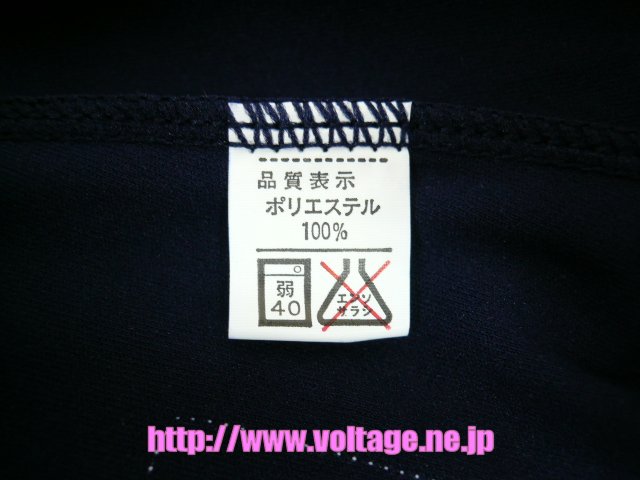 品質表示
ポリエステル
100%
弱
40
エンソ
サラシ
http://www.voltage.ne.jp